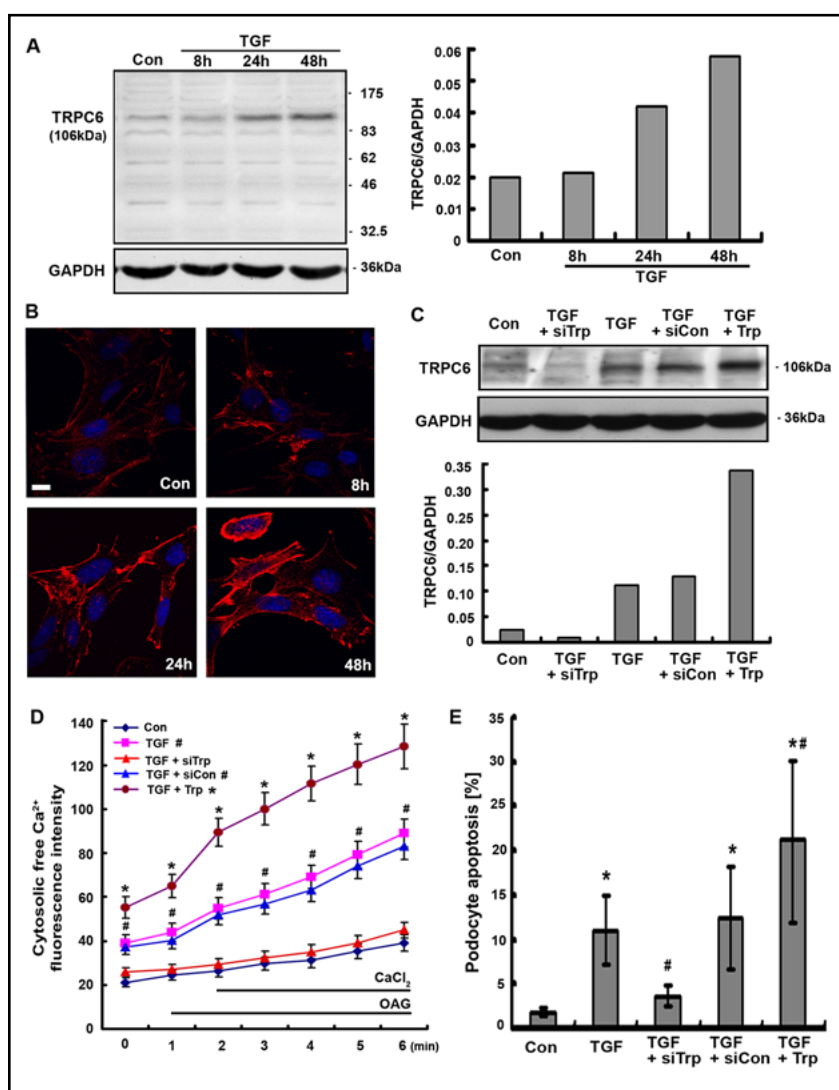 A
TGF
Con 8h 24h 48h
TRPC6
(106kDa)
- 175
- 83
- 62
- 46
- 32.5
GAPDH
- 36kDa
TRPC6/GAPDH
0.06
0.05
0.04
0.03
0.02
0.01
0
Con 8h 24h 48h
TGF
B
Con
8h
24h
48h
C
Con TGF + siTrp TGF TGF + siCon TGF + Trp
TRPC6
- 106kDa
GAPDH
- 36kDa
TRPC6/GAPDH
0.35
0.30
0.25
0.20
0.15
0.10
0.05
0
Con TGF + siTrp TGF TGF + siCon TGF + Trp
D
Cytosolic free Ca2+
fluorescence intensity
140
120
100
80
60
40
20
0
Con
TGF #
TGF + siTrp
TGF + siCon #
TGF + Trp *
* * * * * * *
# # # # # # #
CaCl2
OAG
0 1 2 3 4 5 6 (min)
E
Podocyte apoptosis [%]
35
30
25
20
15
10
5
0
* # * *#
Con TGF TGF + siTrp TGF + siCon TGF + Trp